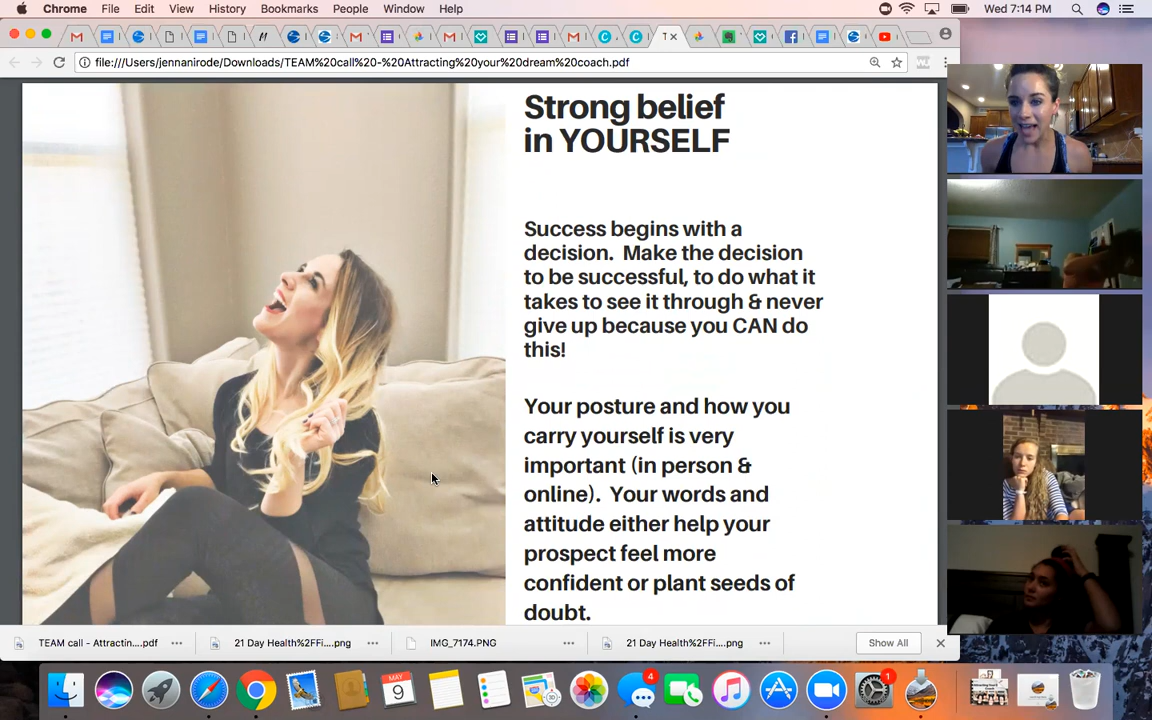 Chrome File Edit View History Bookmarks People Window Help
Wed 7:14 PM
file:///Users/jennanirode/Downloads/TEAM%20call%20-%20Attracting%20your%20dream%20coach.pdf
Strong belief
in YOURSELF
Success begins with a
decision. Make the decision
to be successful, to do what it
takes to see it through & never
give up because you CAN do
this!
Your posture and how you
carry yourself is very
important (in person &
online). Your words and
attitude either help your
prospect feel more
confident or plant seeds of
doubt.
TEAM call - Attractin....pdf
21 Day Health%2FFi....png
IMG_7174.PNG
21 Day Health%2FFi....png
Show All
MAY
9
4
1